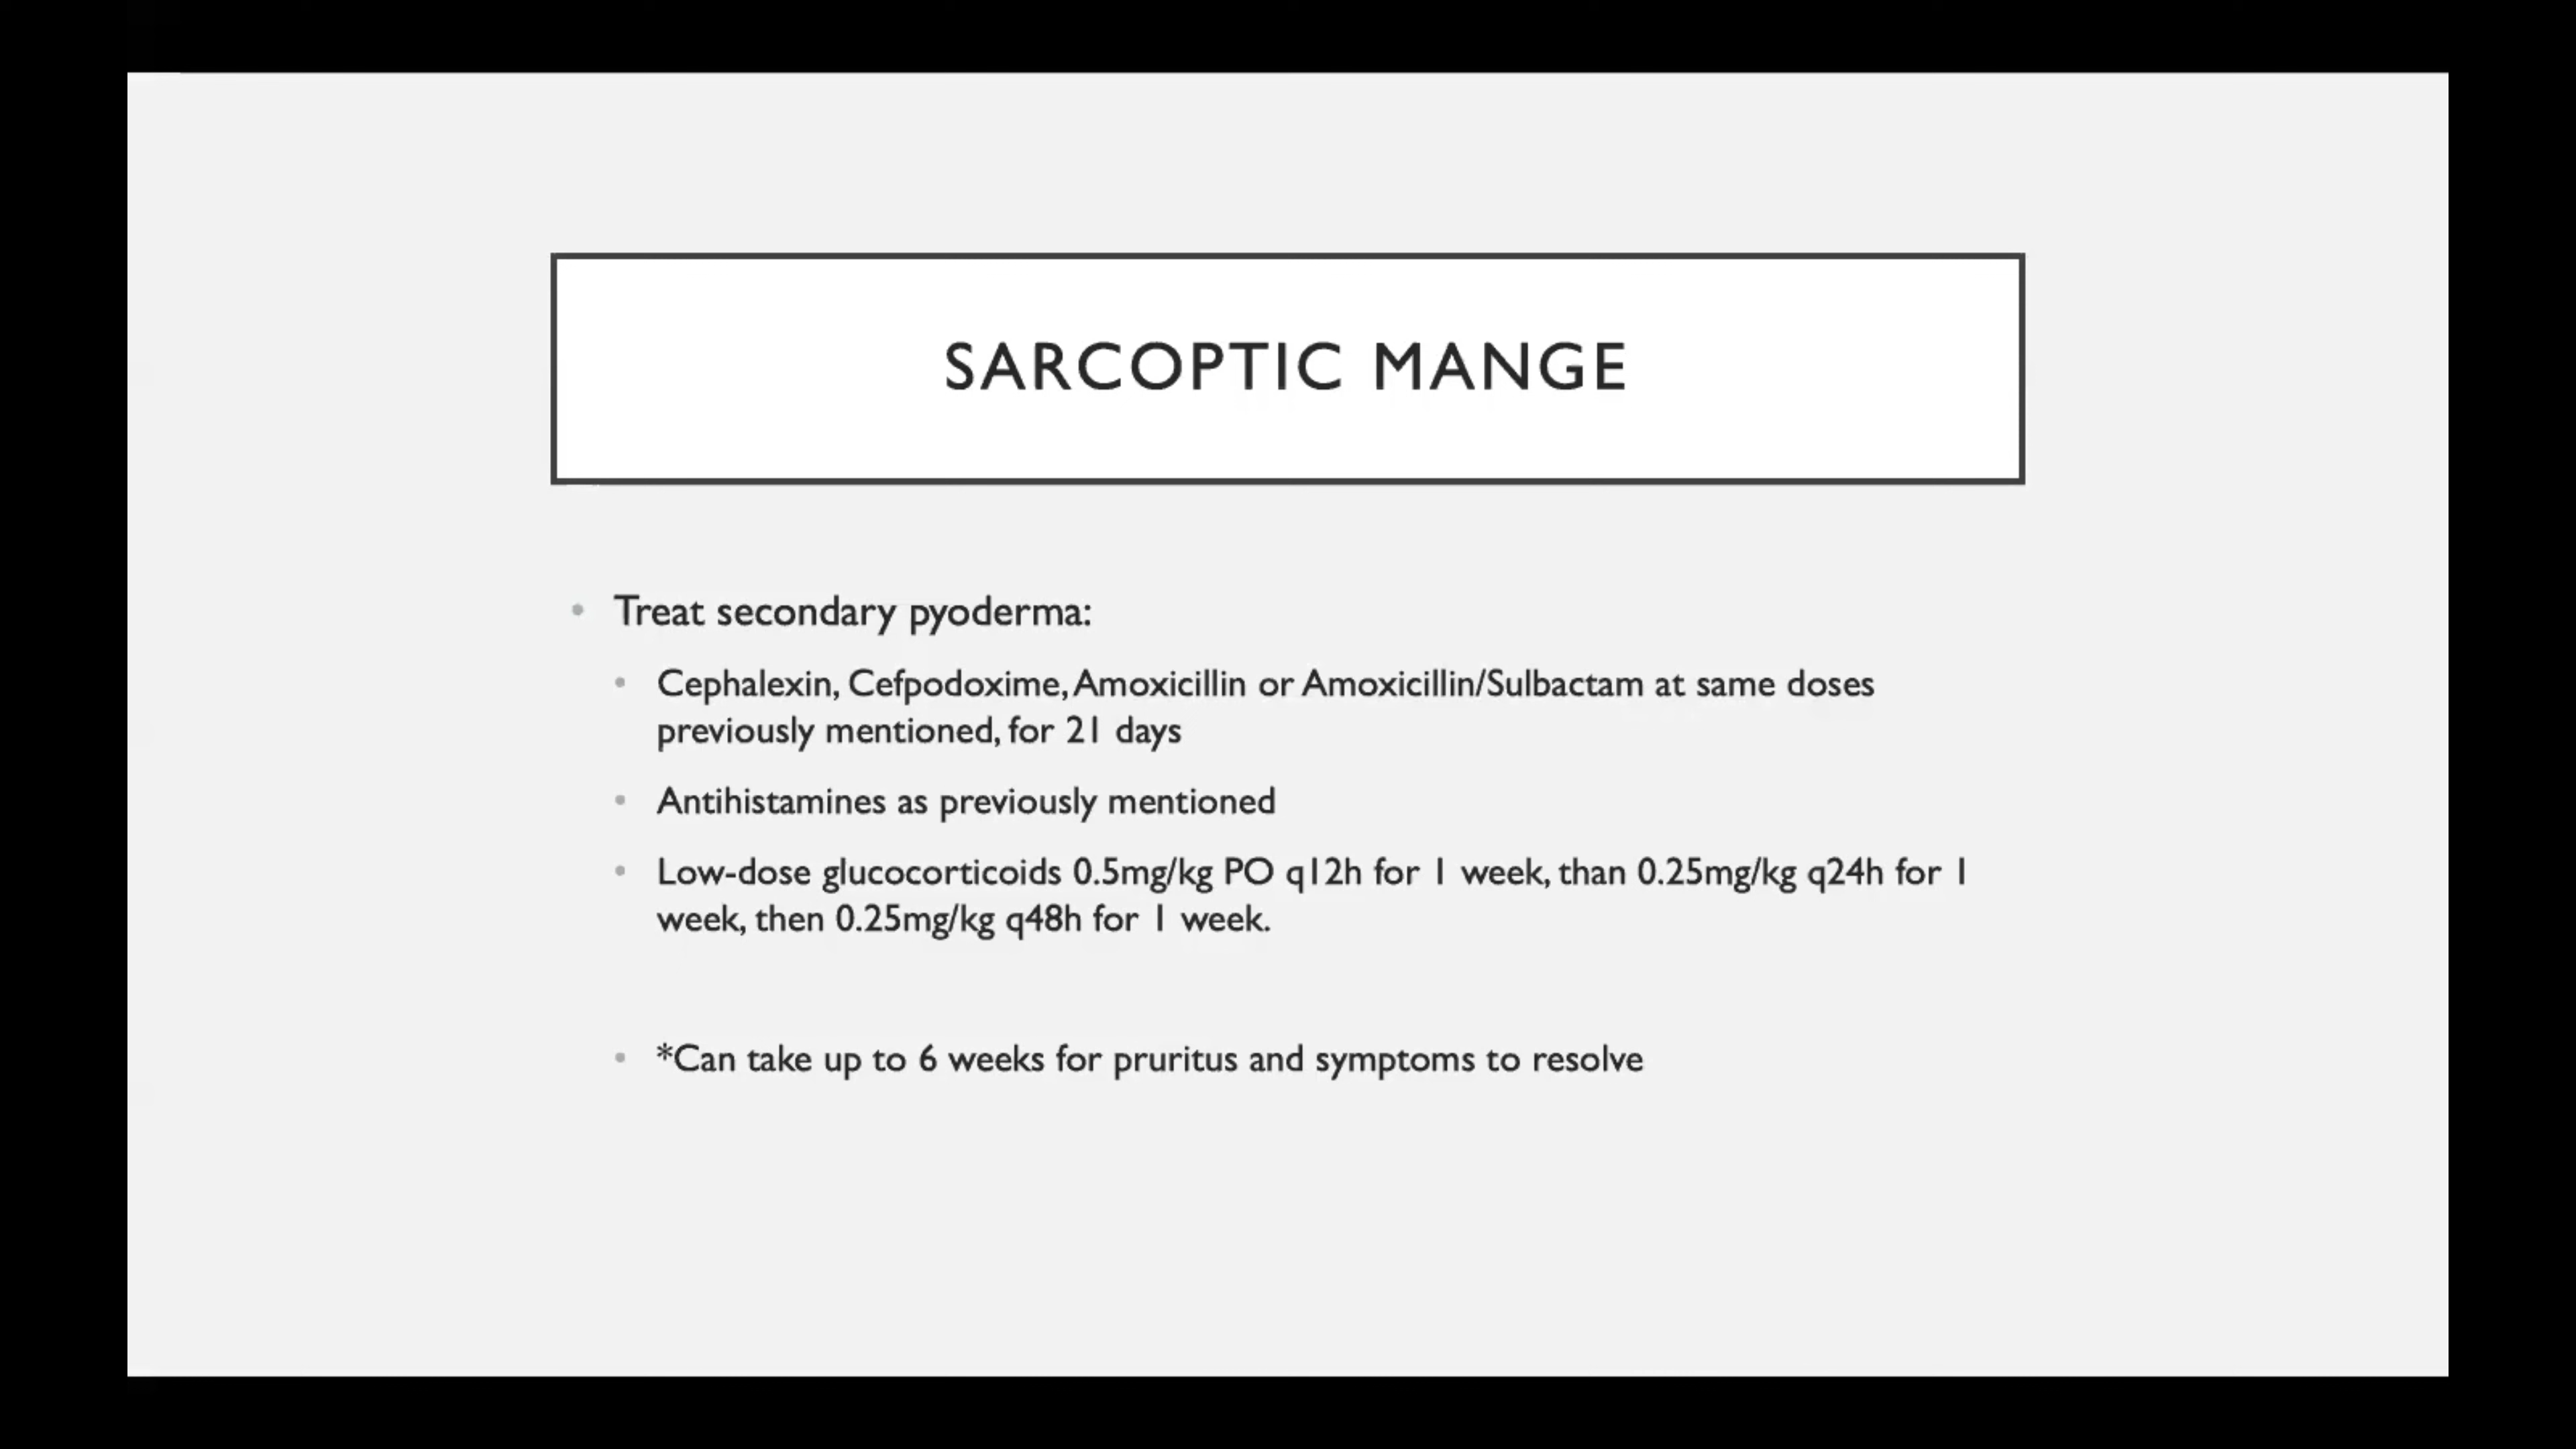 SARCOPTIC MANGE
• Treat secondary pyoderma:
• Cephalexin, Cefpodoxime, Amoxicillin or Amoxicillin/Sulbactam at same doses
previously mentioned, for 21 days
• Antihistamines as previously mentioned
• Low-dose glucocorticoids 0.5mg/kg PO q12h for 1 week, than 0.25mg/kg q24h for 1
week, then 0.25mg/kg q48h for 1 week.
• *Can take up to 6 weeks for pruritus and symptoms to resolve